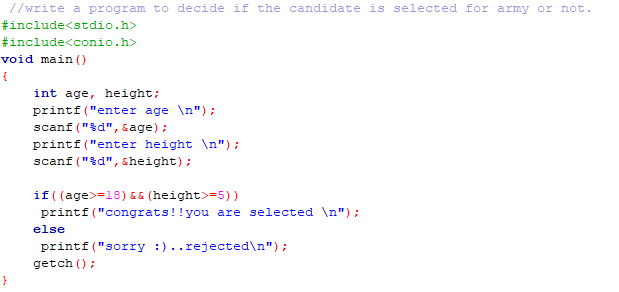 //write a program to decide if the candidate is selected for army or not.
#include<stdio.h>
#include<conio.h>
void main()
{
int age, height;
printf("enter age \n");
scanf("%d",&age);
printf("enter height \n");
scanf("%d",&height);
if((age>=18)&&(height>=5))
printf("congrats!!you are selected \n");
else
printf("sorry :)..rejected\n");
getch();
}